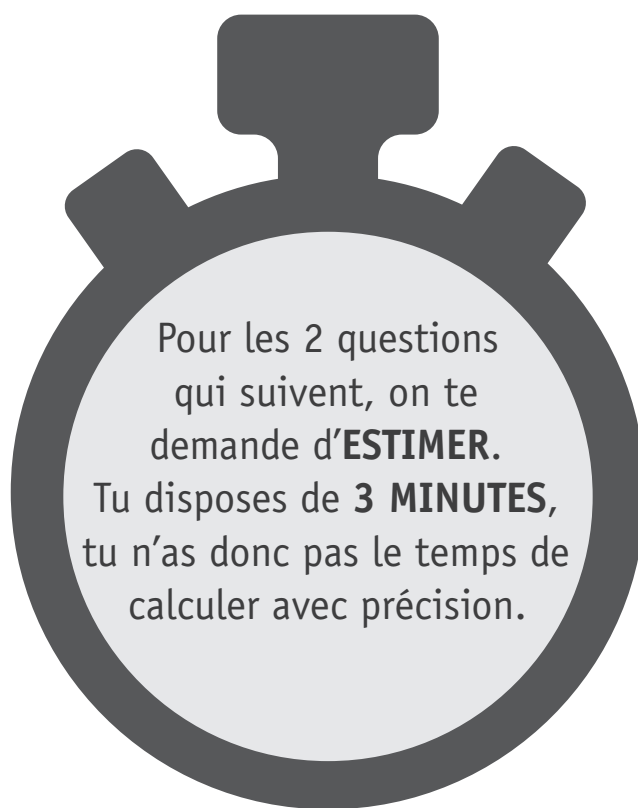 Pour les 2 questions
qui suivent, on te
demande d’ESTIMER.
Tu disposes de 3 MINUTES,
tu n’as donc pas le temps de
calculer avec précision.